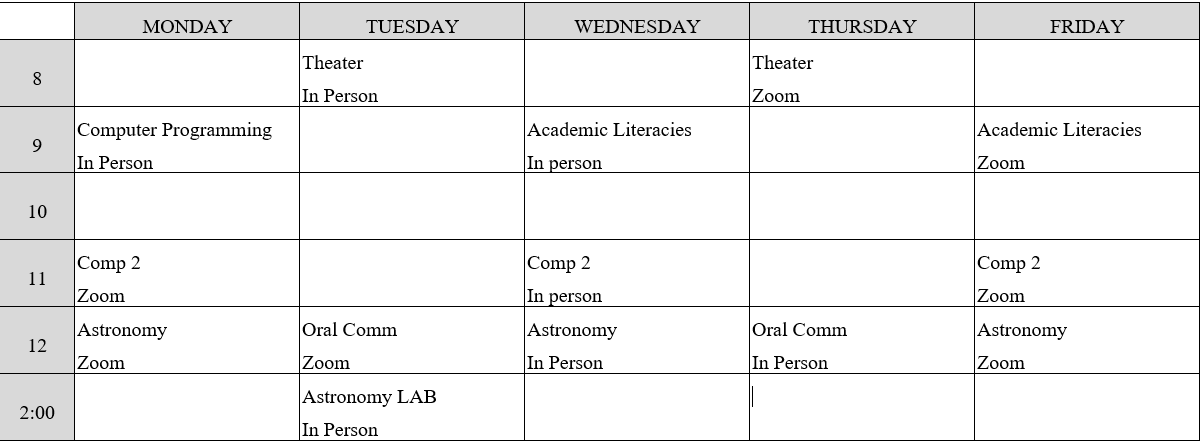 MONDAY TUESDAY WEDNESDAY THURSDAY FRIDAY
8
Theater
In Person
Theater
Zoom
9
Computer Programming
In Person
Academic Literacies
In person
Academic Literacies
Zoom
10
11
Comp 2
Zoom
Comp 2
In person
Comp 2
Zoom
12
Astronomy
Zoom
Oral Comm
Zoom
Astronomy
In Person
Oral Comm
In Person
Astronomy
Zoom
2:00
Astronomy LAB
In Person